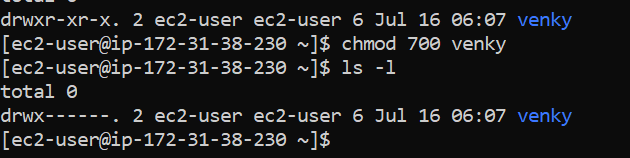 total 0
drwxr-xr-x. 2 ec2-user ec2-user 6 Jul 16 06:07 venky
[ec2-user@ip-172-31-38-230 ~]$ chmod 700 venky
[ec2-user@ip-172-31-38-230 ~]$ ls -l
total 0
drwx------. 2 ec2-user ec2-user 6 Jul 16 06:07 venky
[ec2-user@ip-172-31-38-230 ~]$